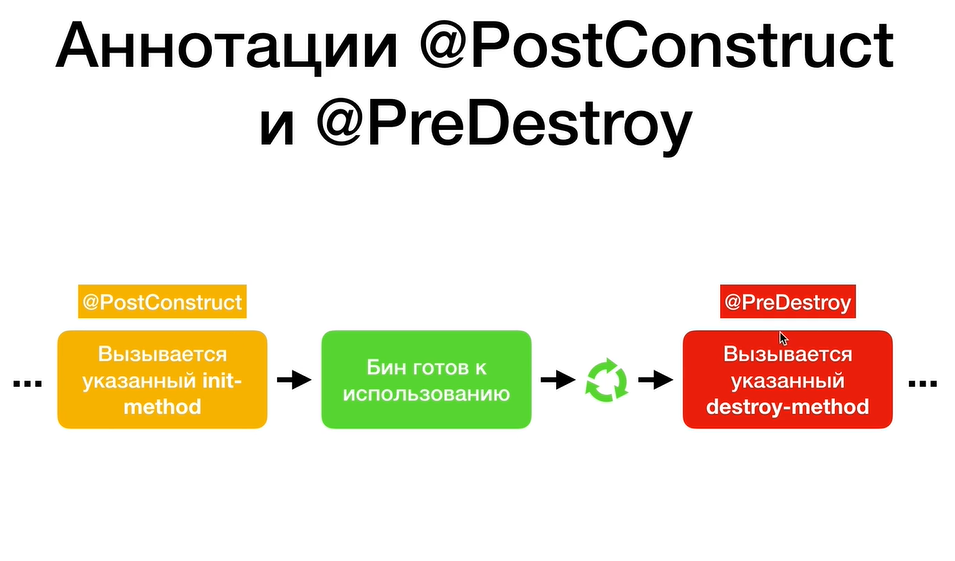 Аннотации @PostConstruct
и @PreDestroy
@PostConstruct
@PreDestroy
...
Вызывается
указанный init-
method
Бин готов к
использованию
Вызывается
указанный
destroy-method
...